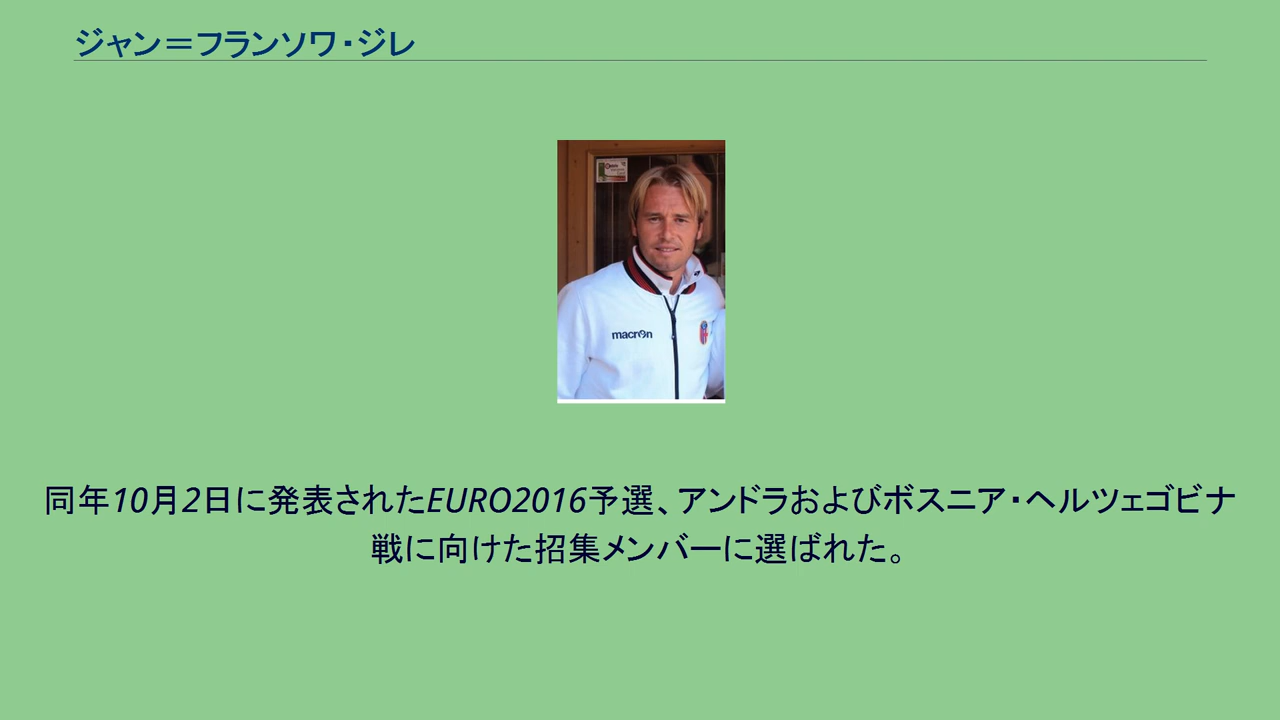 ジャン＝フランソワ・ジレ
macron
同年10月2日に発表されたEURO2016予選、アンドラおよびボスニア・ヘルツェゴビナ
戦に向けた招集メンバーに選ばれた。